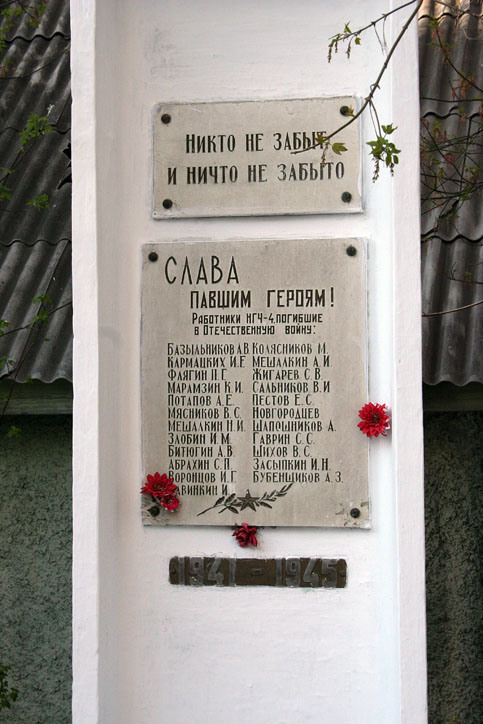 Никто не забыт
и ничто не забыто
СЛАВА
ПАВШИМ ГЕРОЯМ!
Работники НГЧ-4, погибшие
в Отечественную войну:
Базыльников А.В. Колясников М.
Кармацких И.Е. Мешалкин А.И.
Флягин П.Г. Житарев С.В.
Марамзин К.И. Сальников В.И.
Потапов А.Е. Пестов Е.С.
Мясников В.С. Новгородцев
Мешалкин Н.И. Шапошников А.
Злобин И.М. Гаврин С.С.
Битюгин А.В. Шихов В.С.
Абрахин С.П. Засыпкин И.Н.
Воронцов И.Г. Бубенщиков А.З.
И.
1941 - 1945